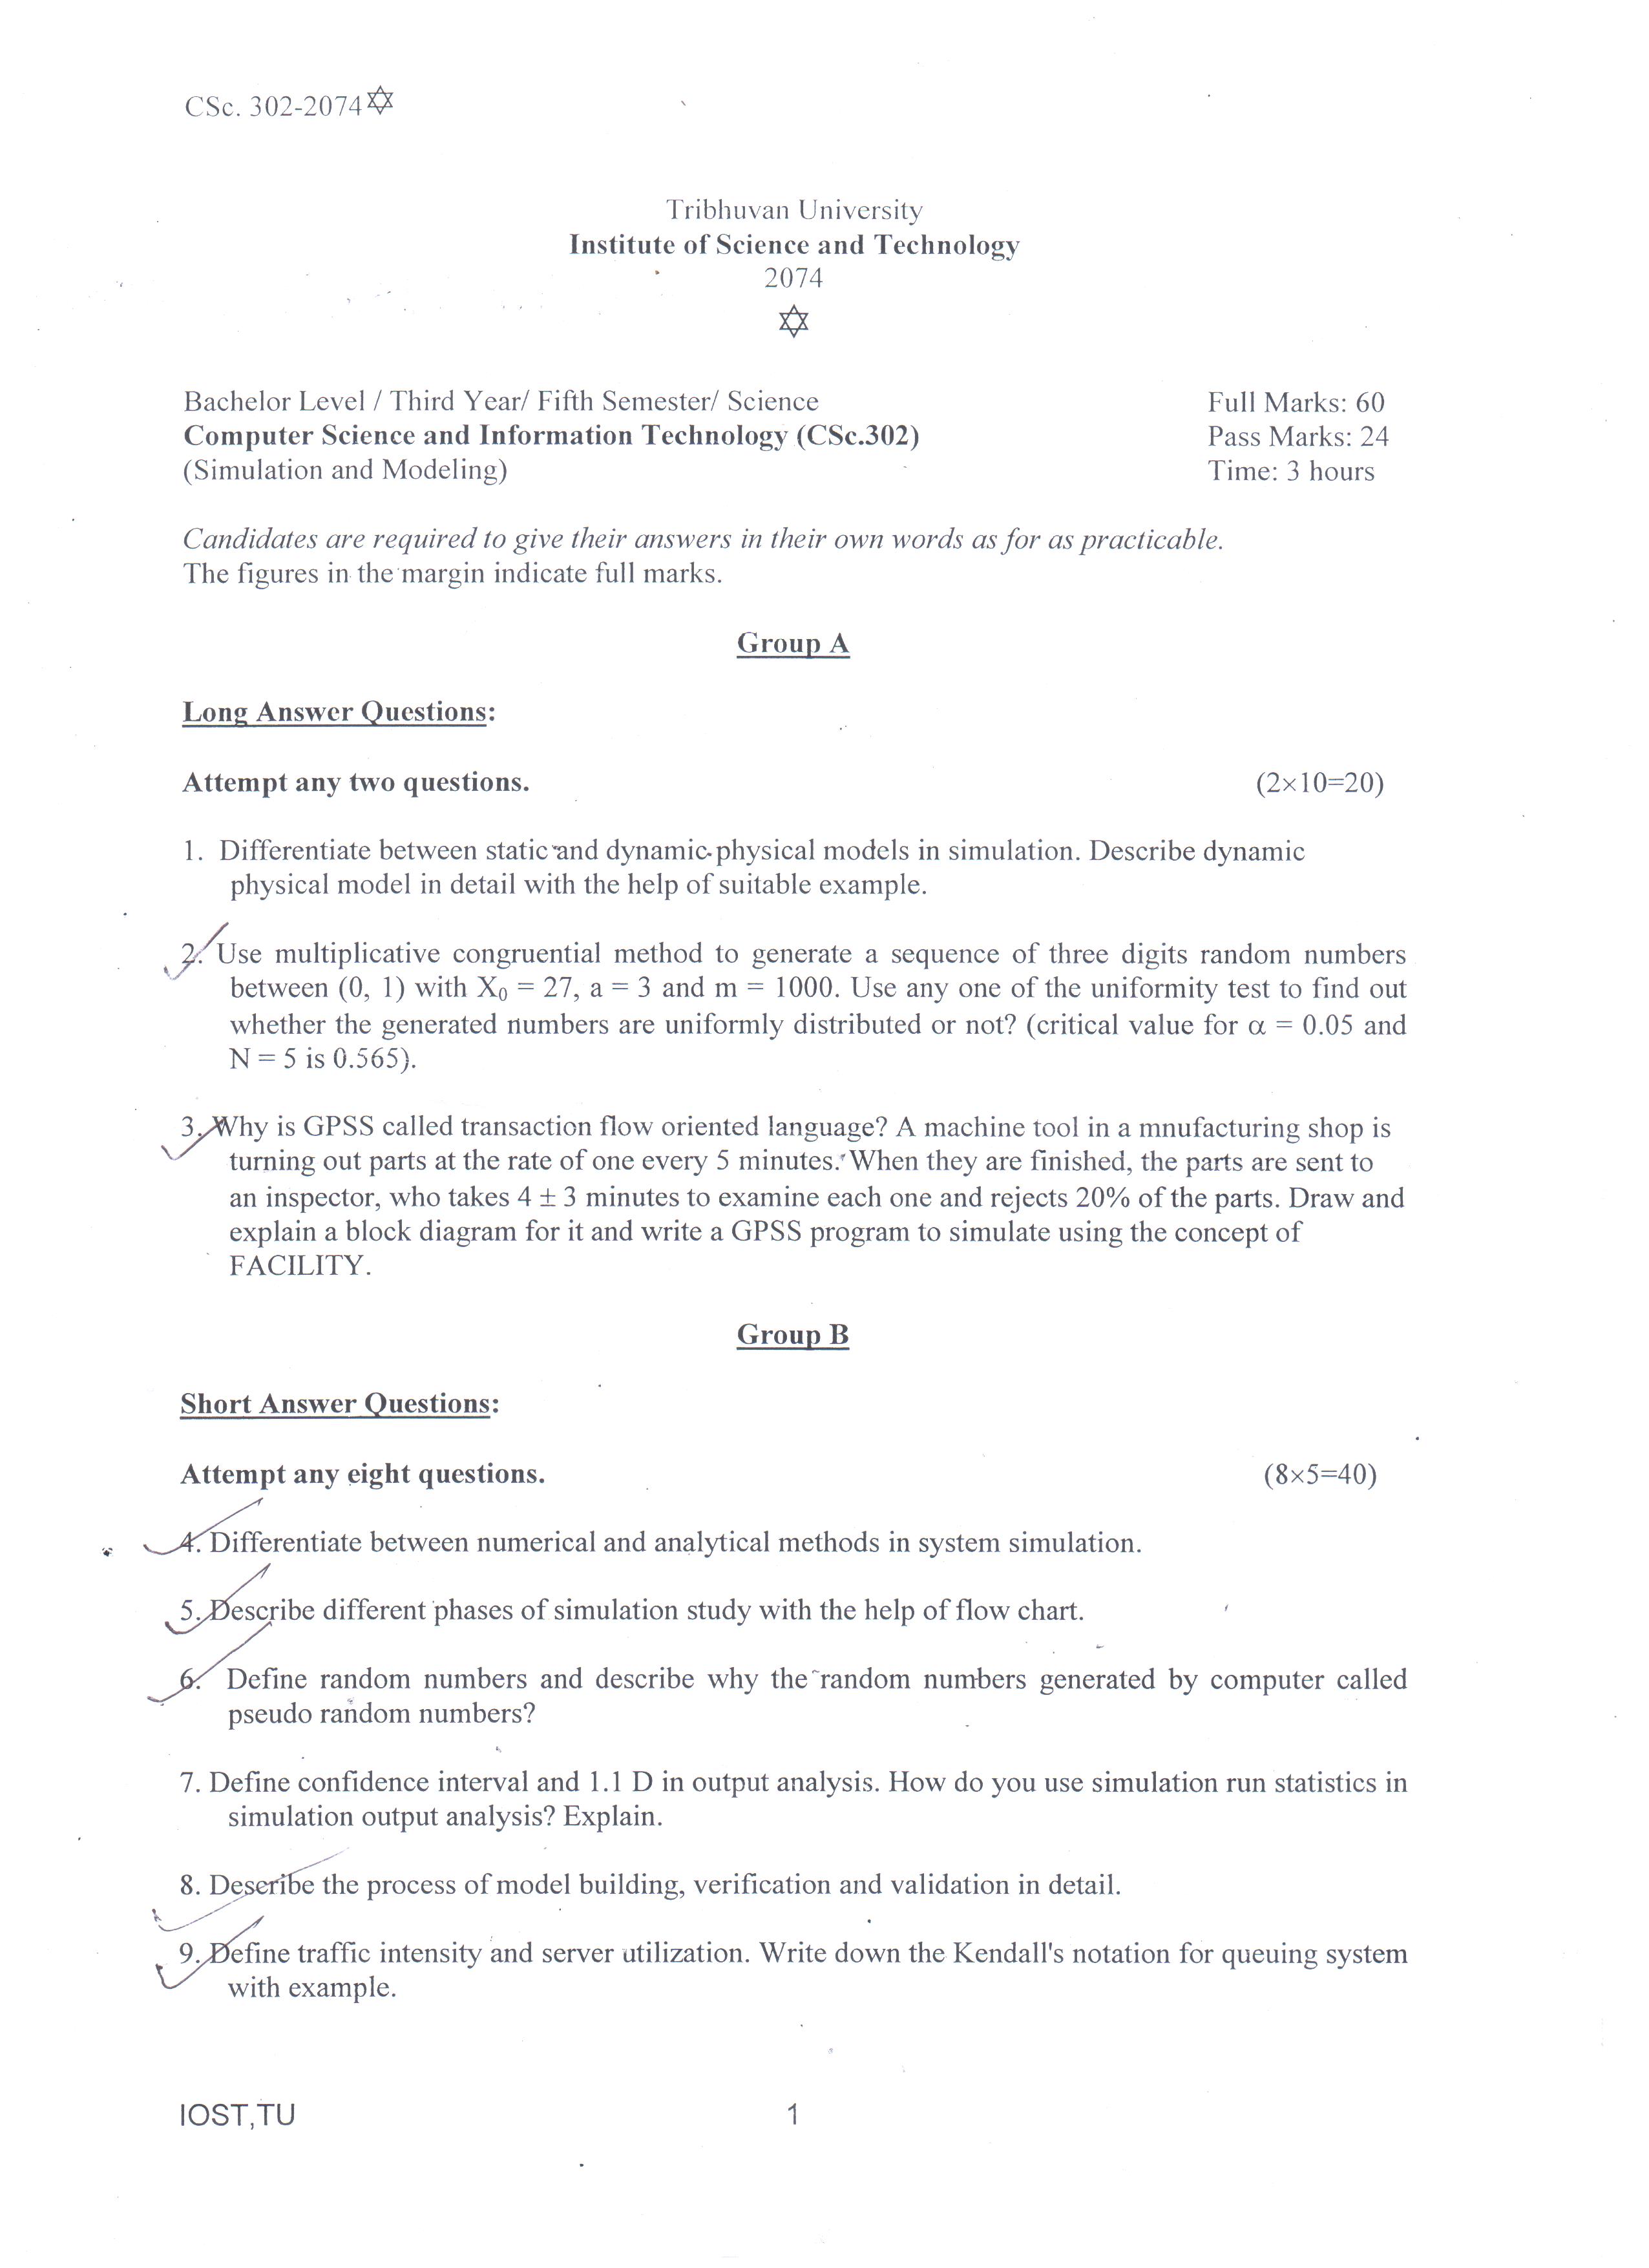 CSc. 302-2074✡
Tribhuvan University
Institute of Science and Technology
2074
✡
Bachelor Level / Third Year/ Fifth Semester/ Science
Full Marks: 60
Computer Science and Information Technology (CSc.302)
Pass Marks: 24
(Simulation and Modeling)
Time: 3 hours
Candidates are required to give their answers in their own words as for as practicable.
The figures in the margin indicate full marks.
Group A
Long Answer Questions:
Attempt any two questions. (2×10=20)
1. Differentiate between static and dynamic physical models in simulation. Describe dynamic
physical model in detail with the help of suitable example.
2. Use multiplicative congruential method to generate a sequence of three digits random numbers
between (0, 1) with X₀ = 27, a = 3 and m = 1000. Use any one of the uniformity test to find out
whether the generated numbers are uniformly distributed or not? (critical value for α = 0.05 and
N = 5 is 0.565).
3. Why is GPSS called transaction flow oriented language? A machine tool in a mnufacturing shop is
turning out parts at the rate of one every 5 minutes. When they are finished, the parts are sent to
an inspector, who takes 4 ± 3 minutes to examine each one and rejects 20% of the parts. Draw and
explain a block diagram for it and write a GPSS program to simulate using the concept of
FACILITY.
Group B
Short Answer Questions:
Attempt any eight questions. (8×5=40)
4. Differentiate between numerical and analytical methods in system simulation.
5. Describe different phases of simulation study with the help of flow chart.
6. Define random numbers and describe why the random numbers generated by computer called
pseudo random numbers?
7. Define confidence interval and 1.1 D in output analysis. How do you use simulation run statistics in
simulation output analysis? Explain.
8. Describe the process of model building, verification and validation in detail.
9. Define traffic intensity and server utilization. Write down the Kendall's notation for queuing system
with example.
IOST,TU
1